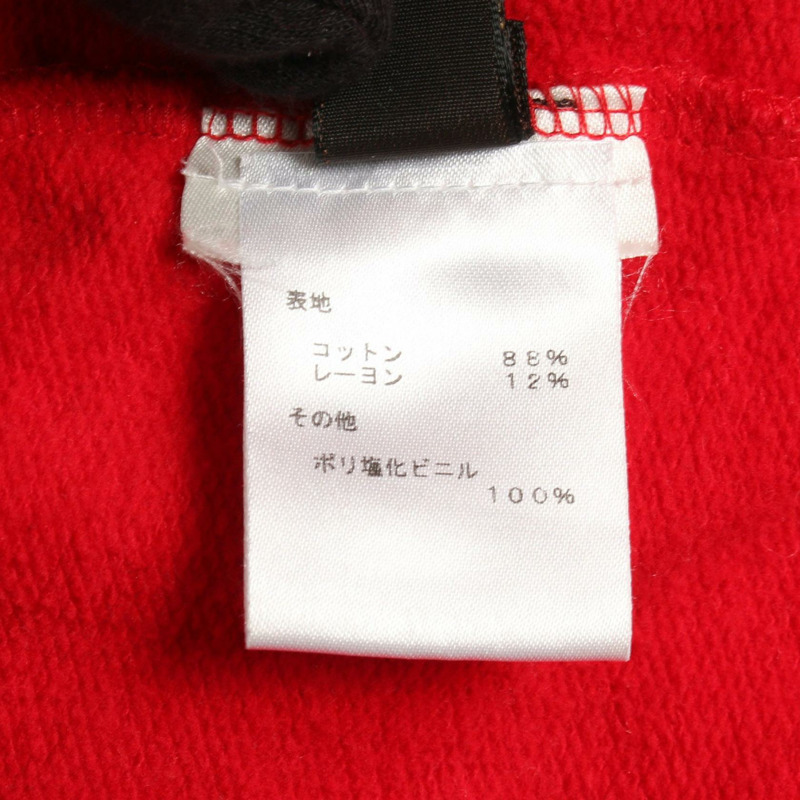 表地
コットン 88%
レーヨン 12%
その他
ポリ塩化ビニル
100%